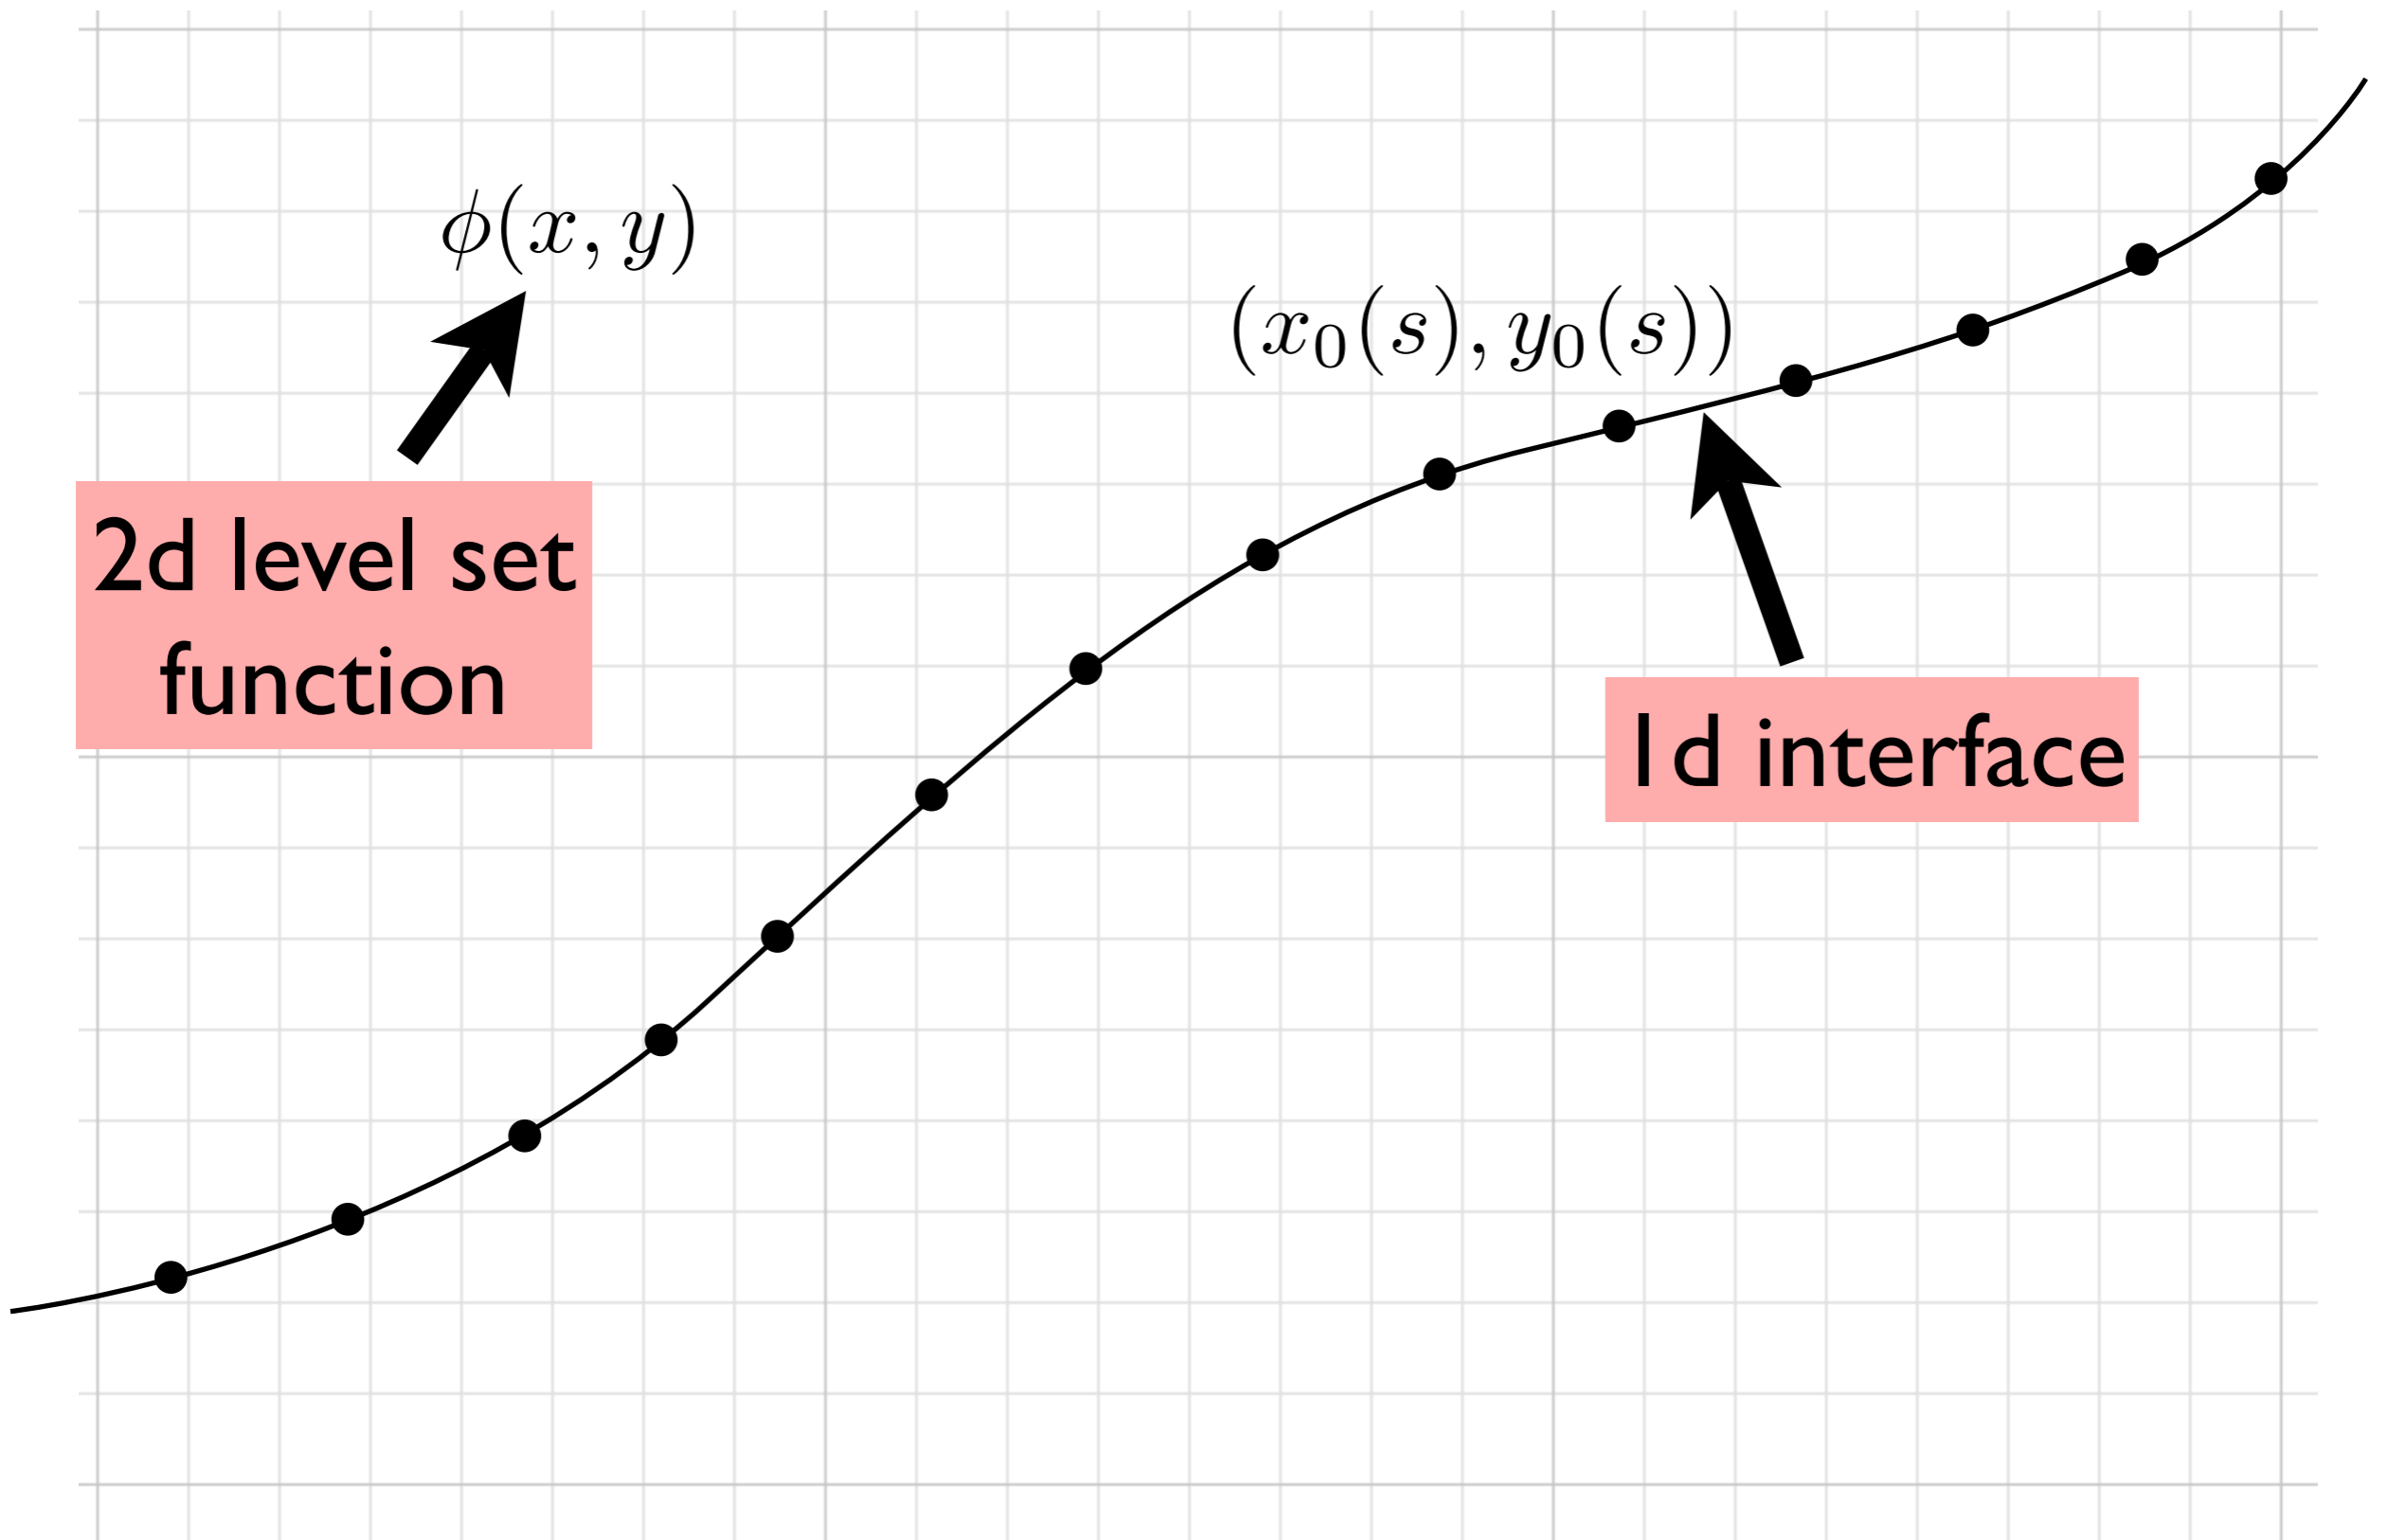 ϕ(x, y)
(x₀(s), y₀(s))
2d level set
function
1d interface